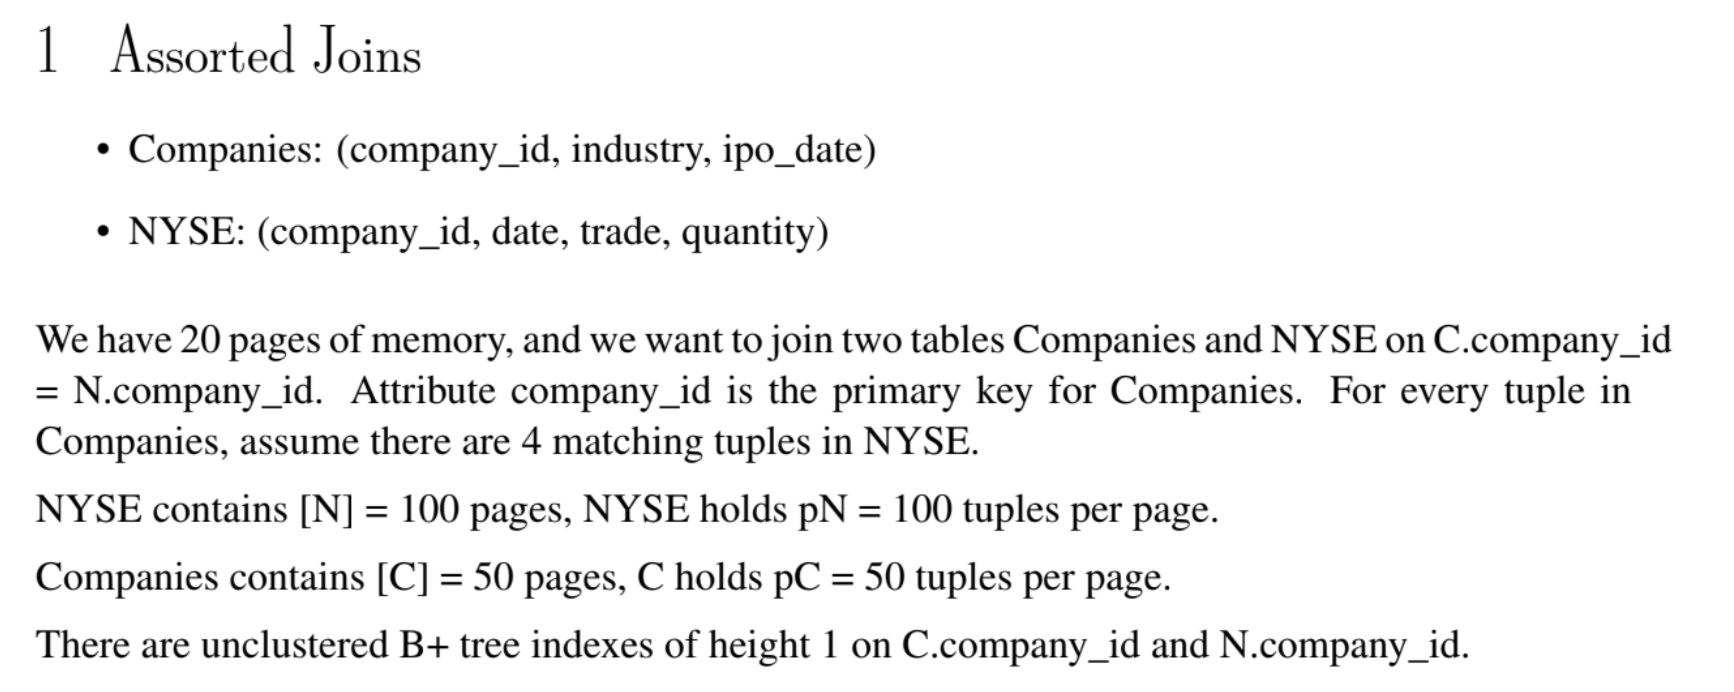 1 Assorted Joins
• Companies: (company_id, industry, ipo_date)
• NYSE: (company_id, date, trade, quantity)
We have 20 pages of memory, and we want to join two tables Companies and NYSE on C.company_id
= N.company_id. Attribute company_id is the primary key for Companies. For every tuple in
Companies, assume there are 4 matching tuples in NYSE.
NYSE contains [N] = 100 pages, NYSE holds pN = 100 tuples per page.
Companies contains [C] = 50 pages, C holds pC = 50 tuples per page.
There are unclustered B+ tree indexes of height 1 on C.company_id and N.company_id.